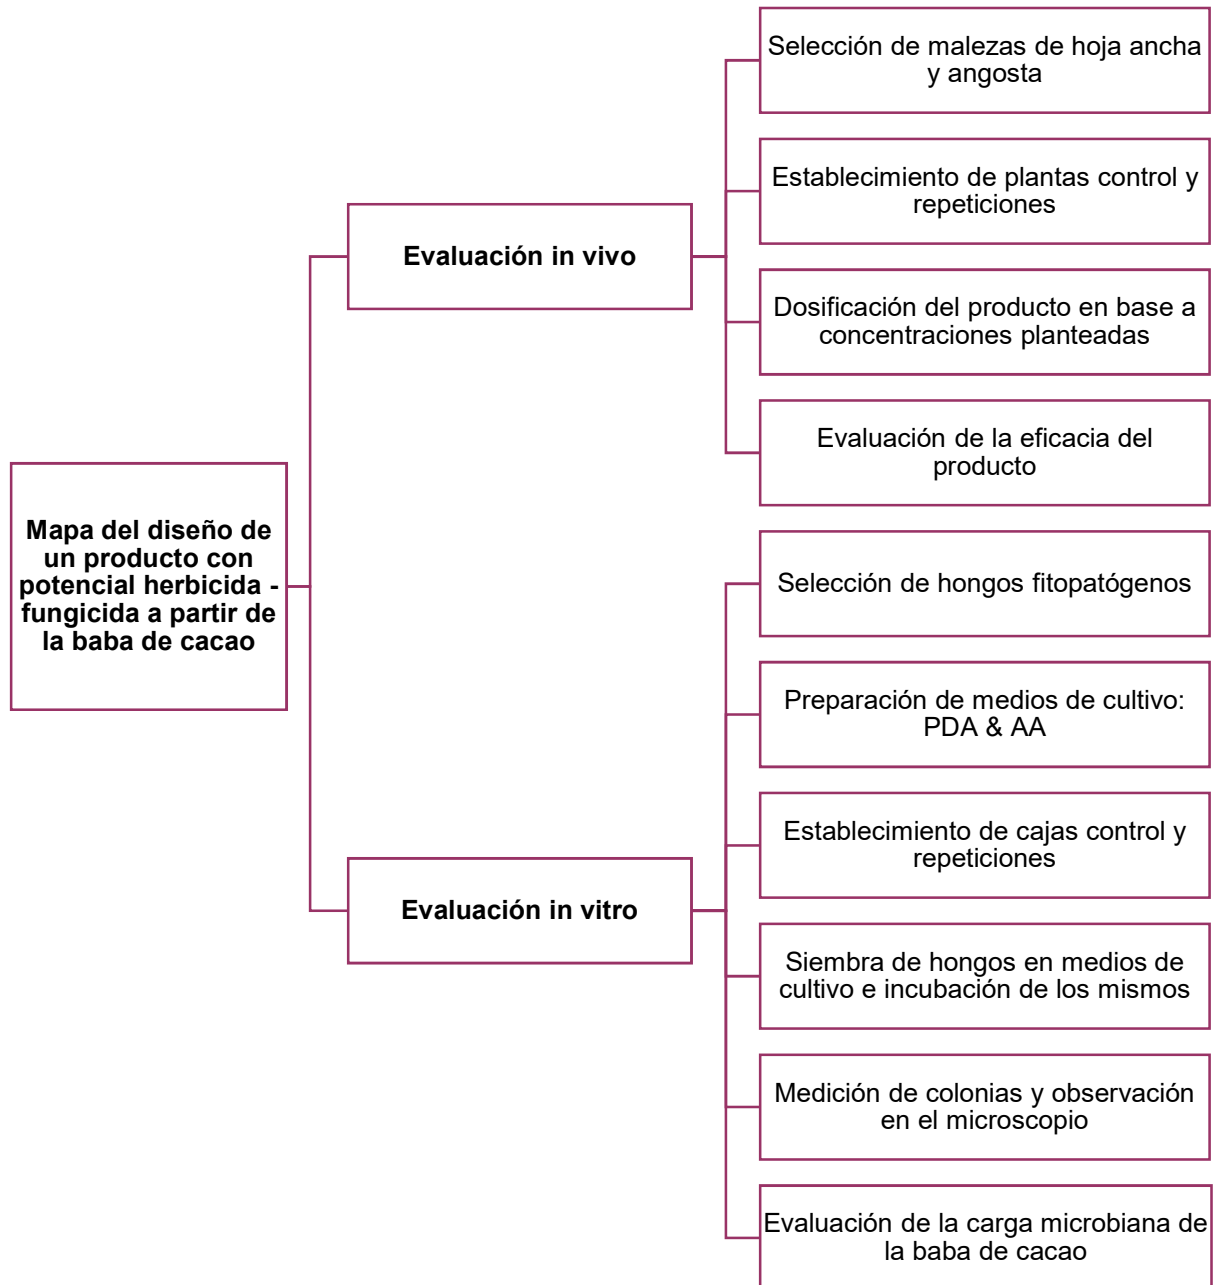 Mapa del diseño de
un producto con
potencial herbicida -
fungicida a partir de
la baba de cacao
Evaluación in vivo
Selección de malezas de hoja ancha
y angosta
Establecimiento de plantas control y
repeticiones
Dosificación del producto en base a
concentraciones planteadas
Evaluación de la eficacia del
producto
Evaluación in vitro
Selección de hongos fitopatógenos
Preparación de medios de cultivo:
PDA & AA
Establecimiento de cajas control y
repeticiones
Siembra de hongos en medios de
cultivo e incubación de los mismos
Medición de colonias y observación
en el microscopio
Evaluación de la carga microbiana de
la baba de cacao